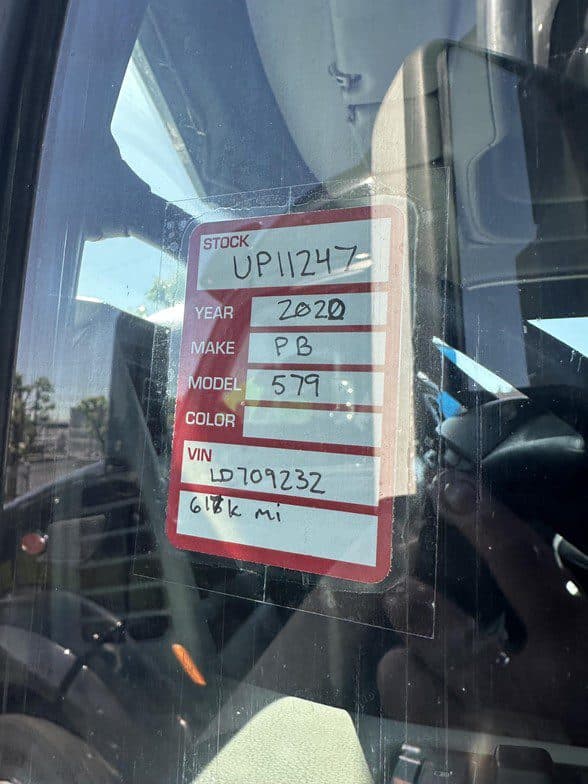 STOCK
UP11247
YEAR 2020
MAKE PB
MODEL 579
COLOR
VIN
LD709232
618k mi